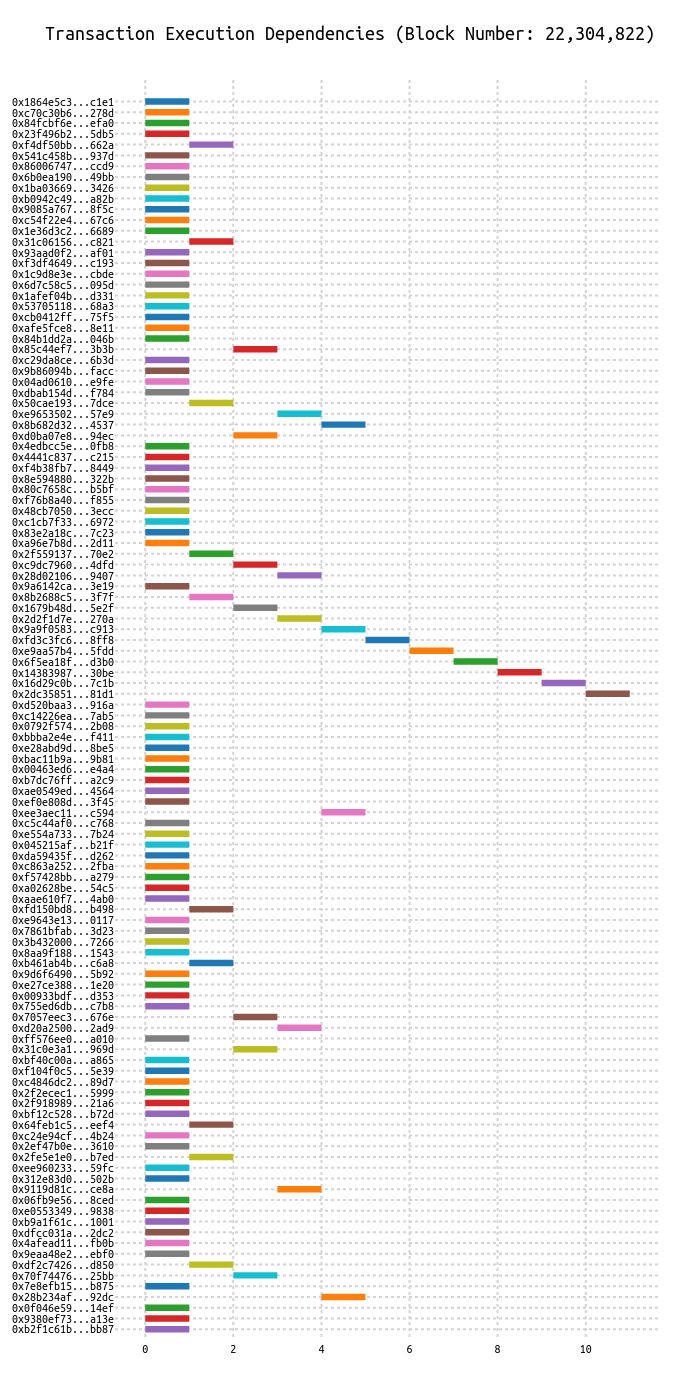 Transaction Execution Dependencies (Block Number: 22,304,822)
0x1864e5c3...c1e1
0xc70c30b6...278d
0x84fcbf6e...efa0
0x23f496b2...5db5
0xf4df50bb...662a
0x541c458b...937d
0x86006747...ccd9
0x6b0ea190...49bb
0x1ba03669...3426
0xb0942c49...a82b
0x9085a767...8f5c
0xc54f22e4...67c6
0x1e36d3c2...6689
0x31c06156...c821
0x93aad0f2...af01
0xf3df4649...c193
0x1c9d8e3e...cbde
0x6d7c58c5...095d
0x1afef04b...d331
0x53705118...68a3
0xcb0412ff...75f5
0xafe5fce8...8e11
0x84b1dd2a...046b
0x85c44ef7...3b3b
0xc29da8ce...6b3d
0x9b86094b...facc
0x04ad0610...e9fe
0xdbab154d...f784
0x50cae193...7dce
0xe9653502...57e9
0x8b682d32...4537
0xd0ba07e8...94ec
0x4edbcc5e...0fb8
0x4441c837...c215
0xf4b38fb7...8449
0x8e594880...322b
0x80c7658c...b5bf
0xf76b8a40...f855
0x48cb7050...3ecc
0xc1cb7f33...6972
0x83e2a18c...7c23
0xa96e7b8d...2d11
0x2f559137...70e2
0xc9dc7960...4dfd
0x28d02106...9407
0x9a6142ca...3e19
0x8b2688c5...3f7f
0x1679b48d...5e2f
0x2d2f1d7e...270a
0x9a9f0583...c913
0xfd3c3fc6...8ff8
0xe9aa57b4...5fdd
0x6f5ea18f...d3b0
0x14383987...30be
0x16d29c0b...7c1b
0x2dc35851...81d1
0xd520baa3...916a
0xc14226ea...7ab5
0x0792f574...2b08
0xbbba2e4e...f411
0xe28abd9d...8be5
0xbac11b9a...9b81
0x00463ed6...e4a4
0xb7dc76ff...a2c9
0xae0549ed...4564
0xef0e808d...3f45
0xee3aec11...c594
0xc5c44af0...c768
0xe554a733...7b24
0x045215af...b21f
0xda59435f...d262
0xc863a252...2fba
0xf57428bb...a279
0xa02628be...54c5
0xaae610f7...4ab0
0xfd150bd8...b498
0xe9643e13...0117
0x7861bfab...3d23
0x3b432000...7266
0x8aa9f188...1543
0xb461ab4b...c6a8
0x9d6f6490...5b92
0xe27ce388...1e20
0x00933bdf...d353
0x755ed6db...c7b8
0x7057eec3...676e
0xd20a2500...2ad9
0xff576ee0...a010
0x31c0e3a1...969d
0xbf40c00a...a865
0xf104f0c5...5e39
0xc4846dc2...89d7
0x2f2ecec1...5999
0x2f918989...21a6
0xbf12c528...b72d
0x64feb1c5...eef4
0xc24e94cf...4b24
0x2ef47b0e...3610
0x2fe5e1e0...b7ed
0xee960233...59fc
0x312e83d0...502b
0x9119d81c...ce8a
0x06fb9e56...8ced
0xe0553349...9838
0xb9a1f61c...1001
0xdfcc031a...2dc2
0x4afead11...fb0b
0x9eaa48e2...ebf0
0xdf2c7426...d850
0x70f74476...25bb
0x7e8efb15...b875
0x28b234af...92dc
0x0f046e59...14ef
0x9380ef73...a13e
0xb2f1c61b...bb87
0 2 4 6 8 10